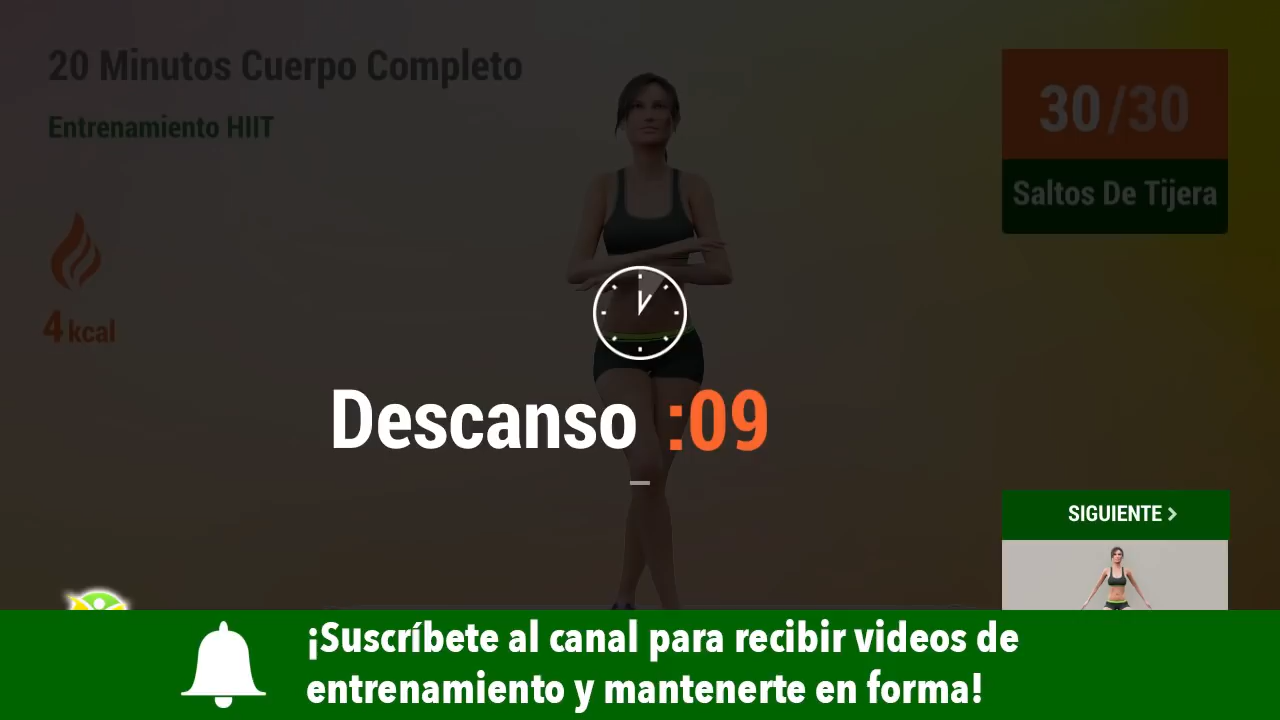 20 Minutos Cuerpo Completo
Entrenamiento HIIT
30/30
Saltos De Tijera
4 kcal
Descanso :09
SIGUIENTE >
¡Suscríbete al canal para recibir videos de
entrenamiento y mantenerte en forma!